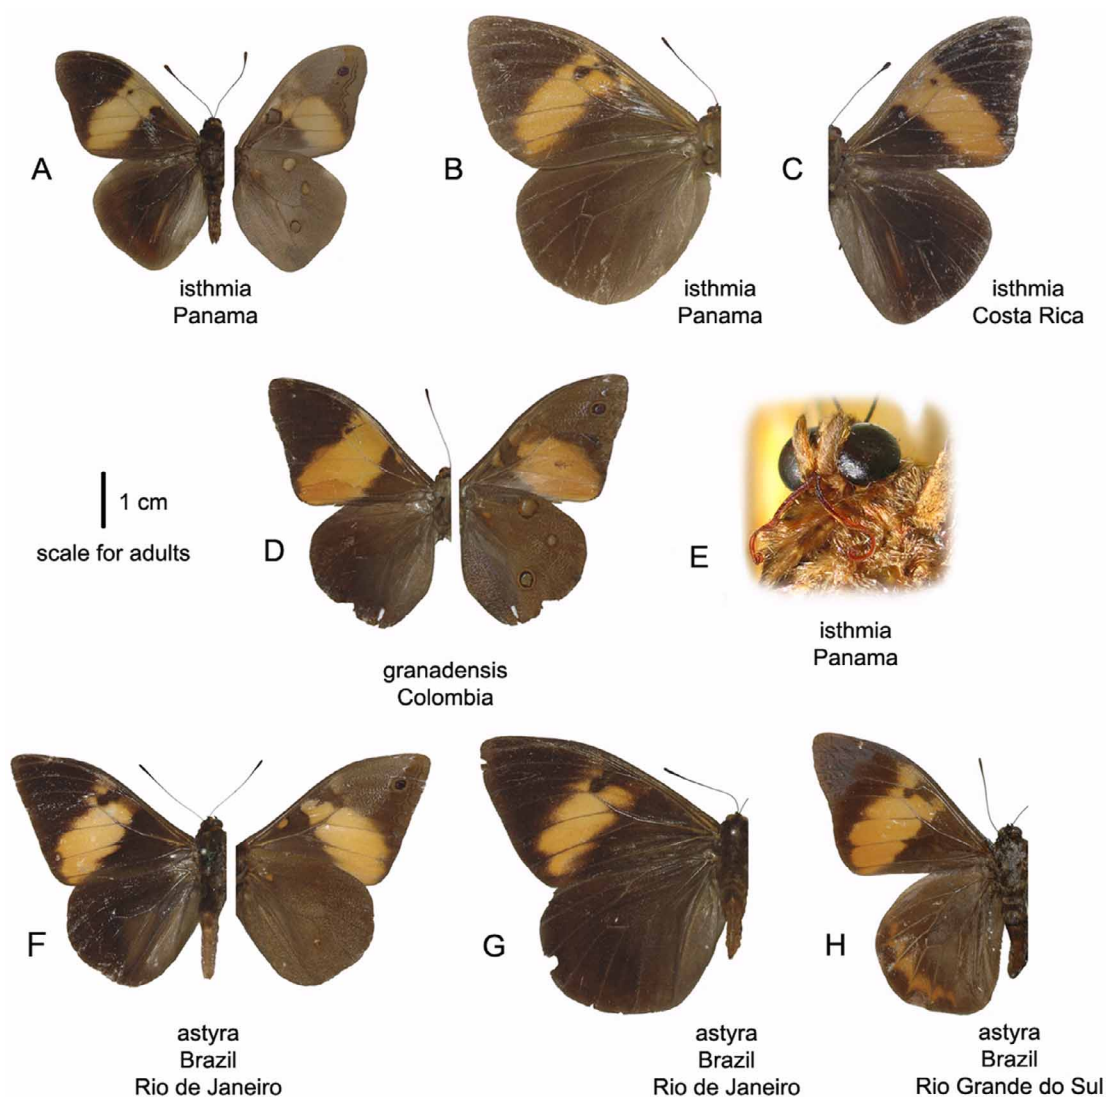 A
isthmia
Panama
B
isthmia
Panama
C
isthmia
Costa Rica
1 cm
scale for adults
D
granadensis
Colombia
E
isthmia
Panama
F
astyra
Brazil
Rio de Janeiro
G
astyra
Brazil
Rio de Janeiro
H
astyra
Brazil
Rio Grande do Sul